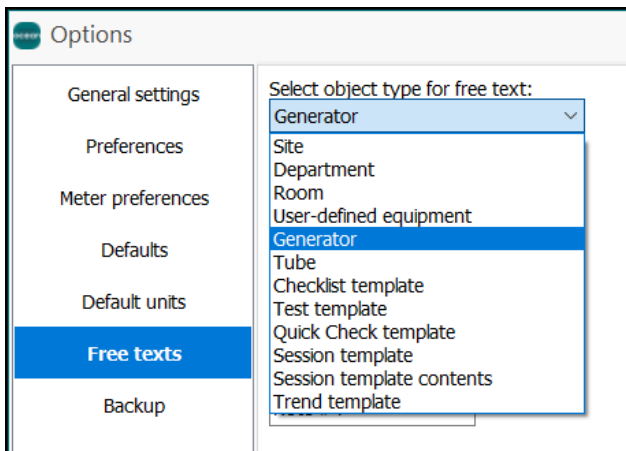 ocean Options
General settings
Preferences
Meter preferences
Defaults
Default units
Free texts
Backup
Select object type for free text:
Generator
Site
Department
Room
User-defined equipment
Generator
Tube
Checklist template
Test template
Quick Check template
Session template
Session template contents
Trend template